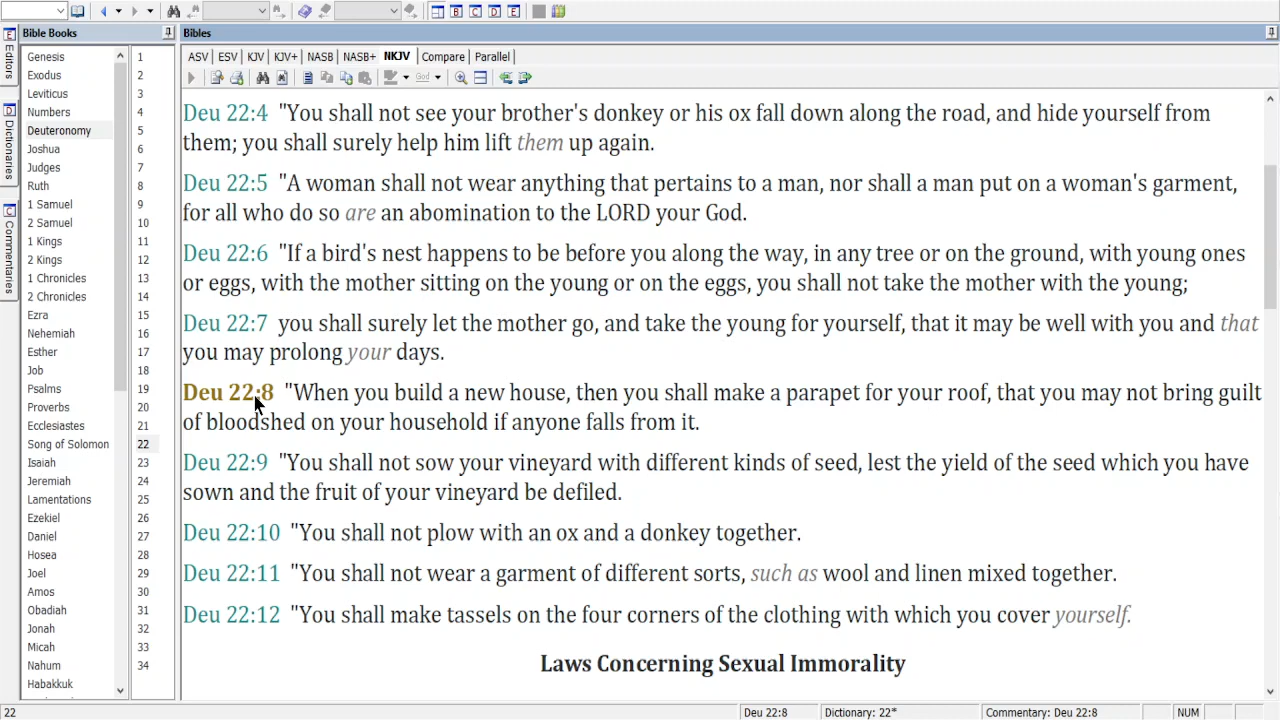 B C D E
Bible Books
Bibles
Editors
Dictionaries
Commentaries
Genesis 1
Exodus 2
Leviticus 3
Numbers 4
Deuteronomy 5
Joshua 6
Judges 7
Ruth 8
1 Samuel 9
2 Samuel 10
1 Kings 11
2 Kings 12
1 Chronicles 13
2 Chronicles 14
Ezra 15
Nehemiah 16
Esther 17
Job 18
Psalms 19
Proverbs 20
Ecclesiastes 21
Song of Solomon 22
Isaiah 23
Jeremiah 24
Lamentations 25
Ezekiel 26
Daniel 27
Hosea 28
Joel 29
Amos 30
Obadiah 31
Jonah 32
Micah 33
Nahum 34
Habakkuk
ASV ESV KJV KJV+ NASB NASB+ NKJV Compare Parallel
God
Deu 22:4 "You shall not see your brother's donkey or his ox fall down along the road, and hide yourself from
them; you shall surely help him lift them up again.
Deu 22:5 "A woman shall not wear anything that pertains to a man, nor shall a man put on a woman's garment,
for all who do so are an abomination to the LORD your God.
Deu 22:6 "If a bird's nest happens to be before you along the way, in any tree or on the ground, with young ones
or eggs, with the mother sitting on the young or on the eggs, you shall not take the mother with the young;
Deu 22:7 you shall surely let the mother go, and take the young for yourself, that it may be well with you and that
you may prolong your days.
Deu 22:8 "When you build a new house, then you shall make a parapet for your roof, that you may not bring guilt
of bloodshed on your household if anyone falls from it.
Deu 22:9 "You shall not sow your vineyard with different kinds of seed, lest the yield of the seed which you have
sown and the fruit of your vineyard be defiled.
Deu 22:10 "You shall not plow with an ox and a donkey together.
Deu 22:11 "You shall not wear a garment of different sorts, such as wool and linen mixed together.
Deu 22:12 "You shall make tassels on the four corners of the clothing with which you cover yourself.
Laws Concerning Sexual Immorality
22 Deu 22:8 Dictionary: 22* Commentary: Deu 22:8 NUM